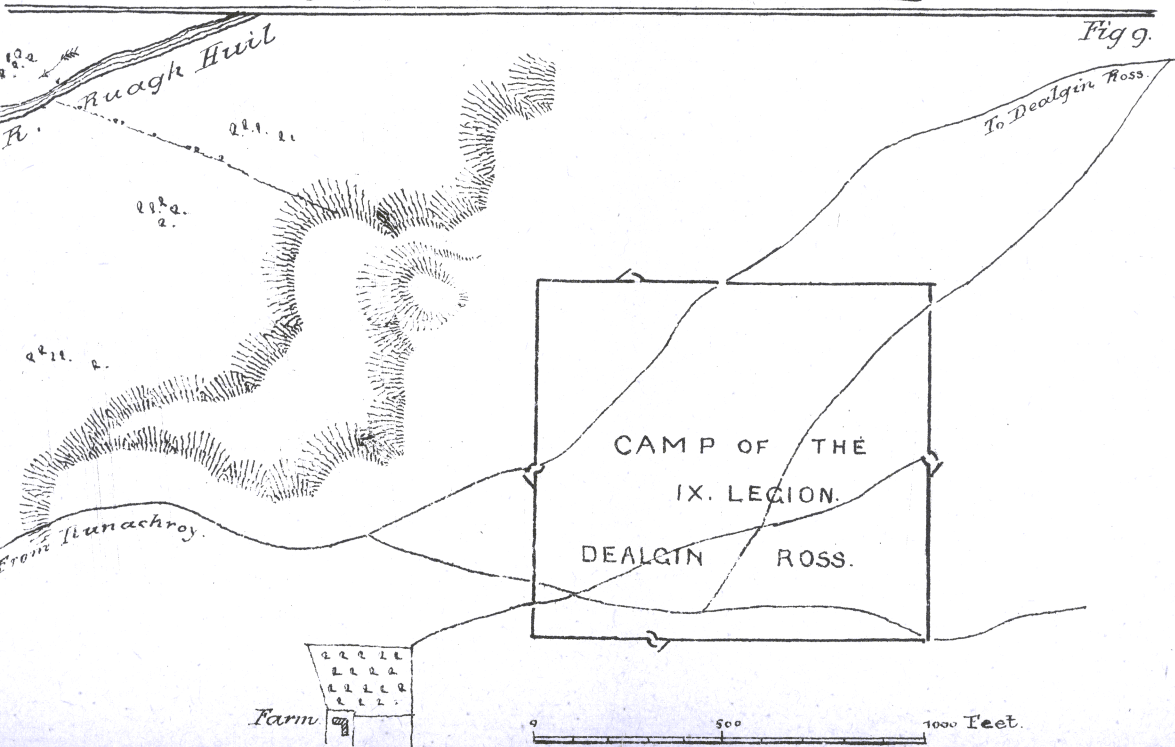 Fig 9.
R. Ruagh Huil
To Dealgin Ross.
CAMP OF THE
IX. LEGION.
DEALGIN ROSS.
From Runachroy.
Farm
0 500 1000 Feet.